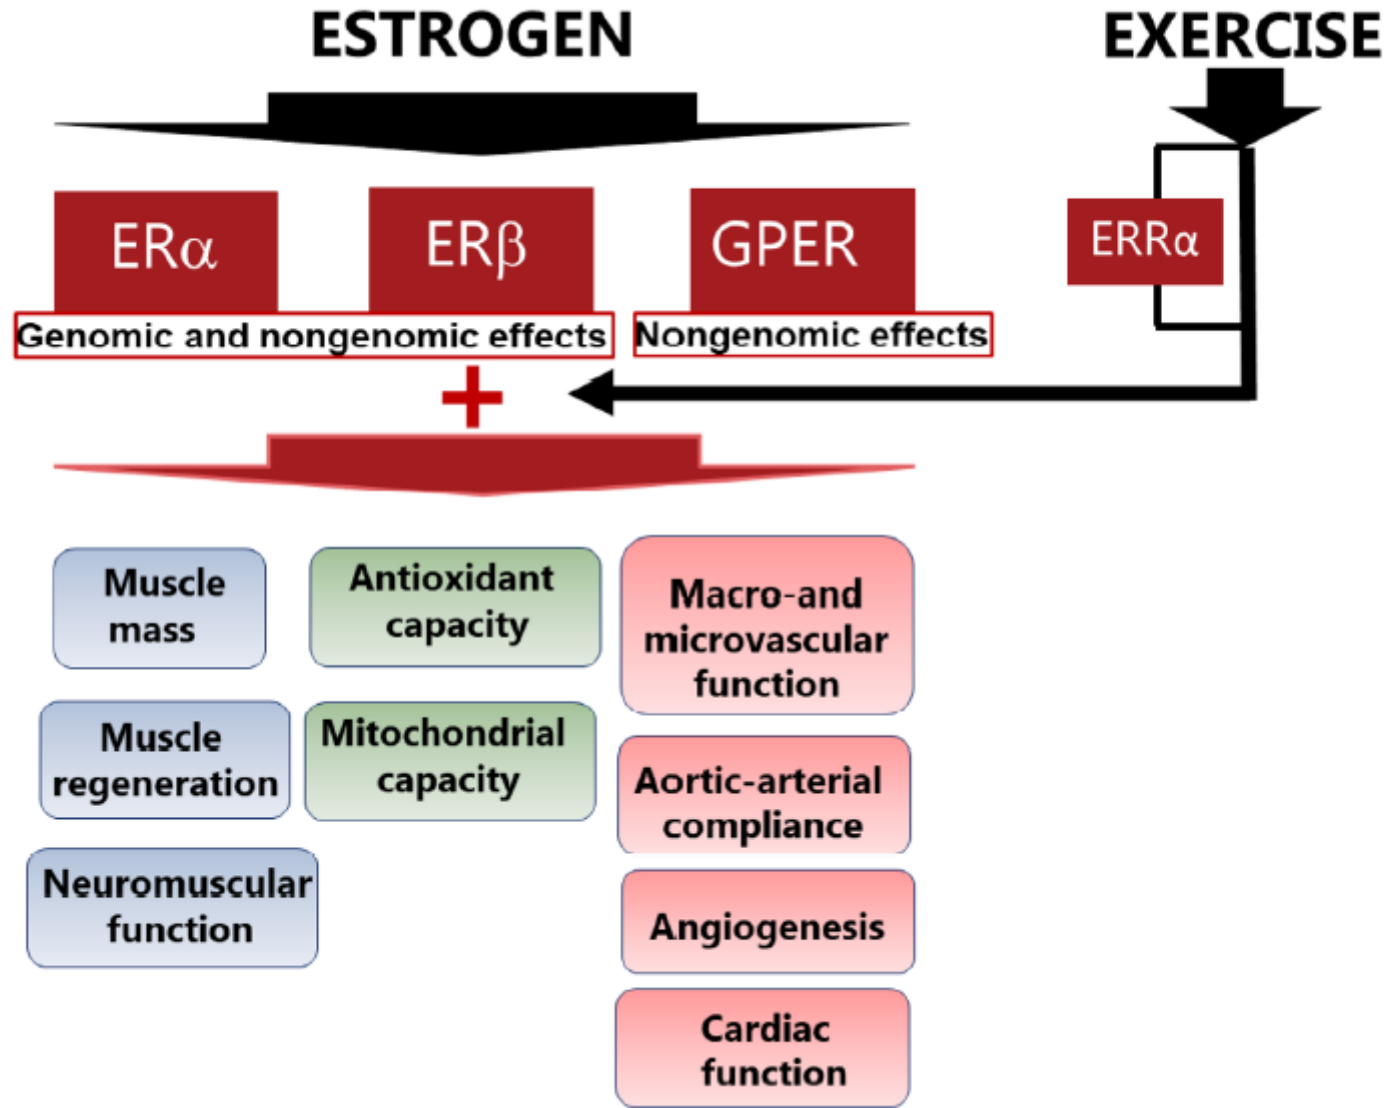 ESTROGEN
EXERCISE
ERα
ERβ
GPER
ERRα
Genomic and nongenomic effects
Nongenomic effects
+
Muscle
mass
Antioxidant
capacity
Macro-and
microvascular
function
Muscle
regeneration
Mitochondrial
capacity
Aortic-arterial
compliance
Neuromuscular
function
Angiogenesis
Cardiac
function